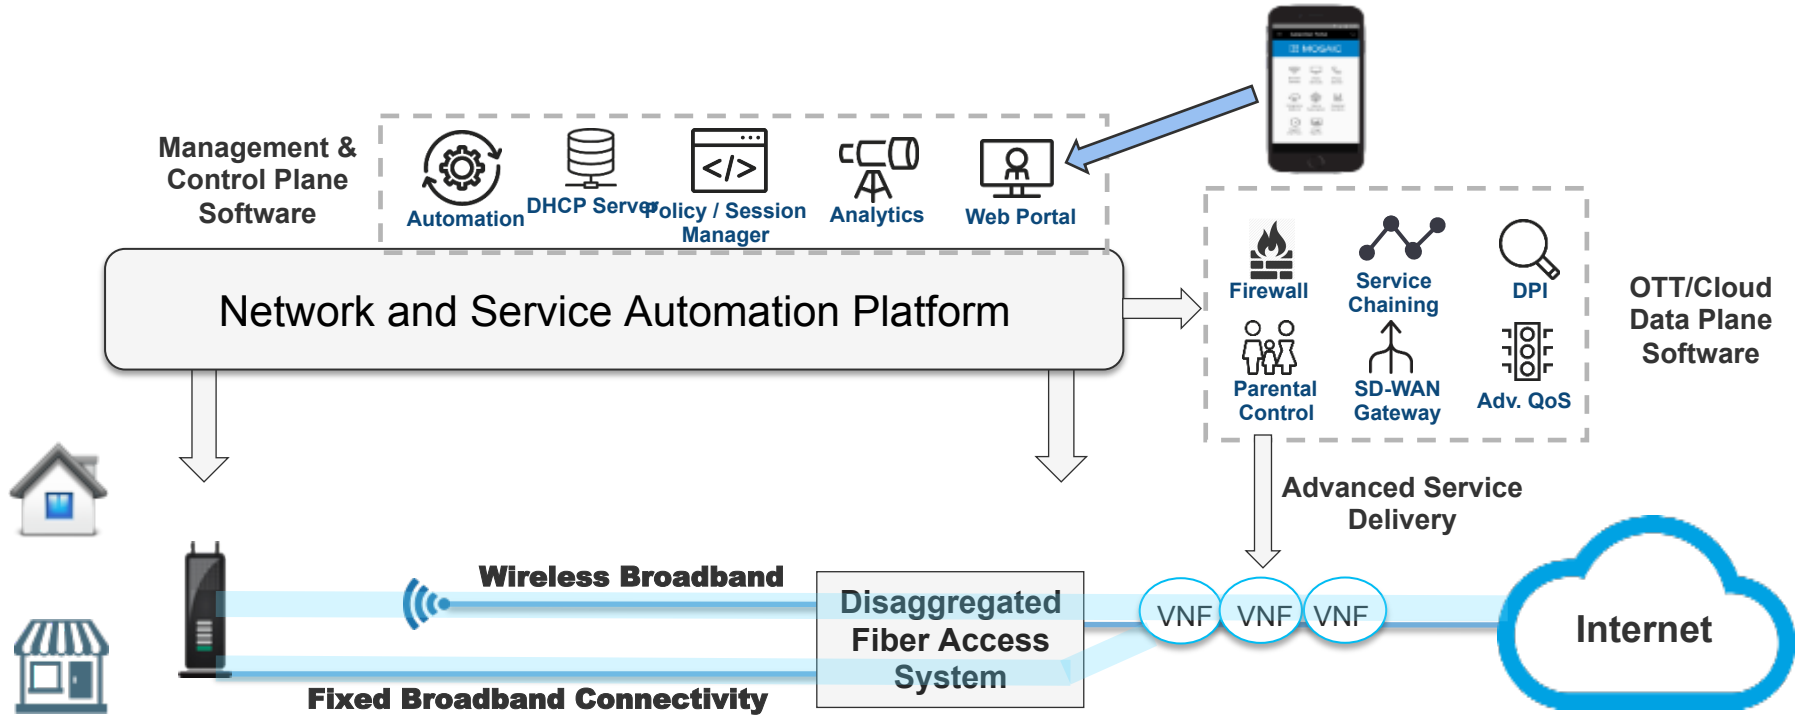 MOSAIC
Management &
Control Plane
Software
Automation
DHCP Server
Policy / Session
Manager
Analytics
Web Portal
Network and Service Automation Platform
Firewall
Service
Chaining
DPI
Parental
Control
SD-WAN
Gateway
Adv. QoS
OTT/Cloud
Data Plane
Software
Advanced Service
Delivery
Wireless Broadband
Fixed Broadband Connectivity
Disaggregated
Fiber Access
System
VNF
VNF
VNF
Internet